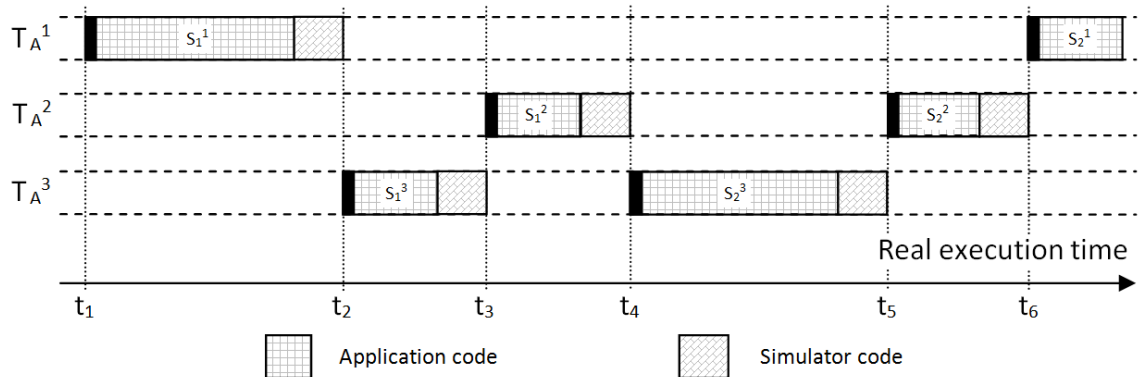 T_A^1 S_1^1 S_2^1
T_A^2 S_1^2 S_2^2
T_A^3 S_1^3 S_2^3
Real execution time
t_1 t_2 t_3 t_4 t_5 t_6
Application code Simulator code